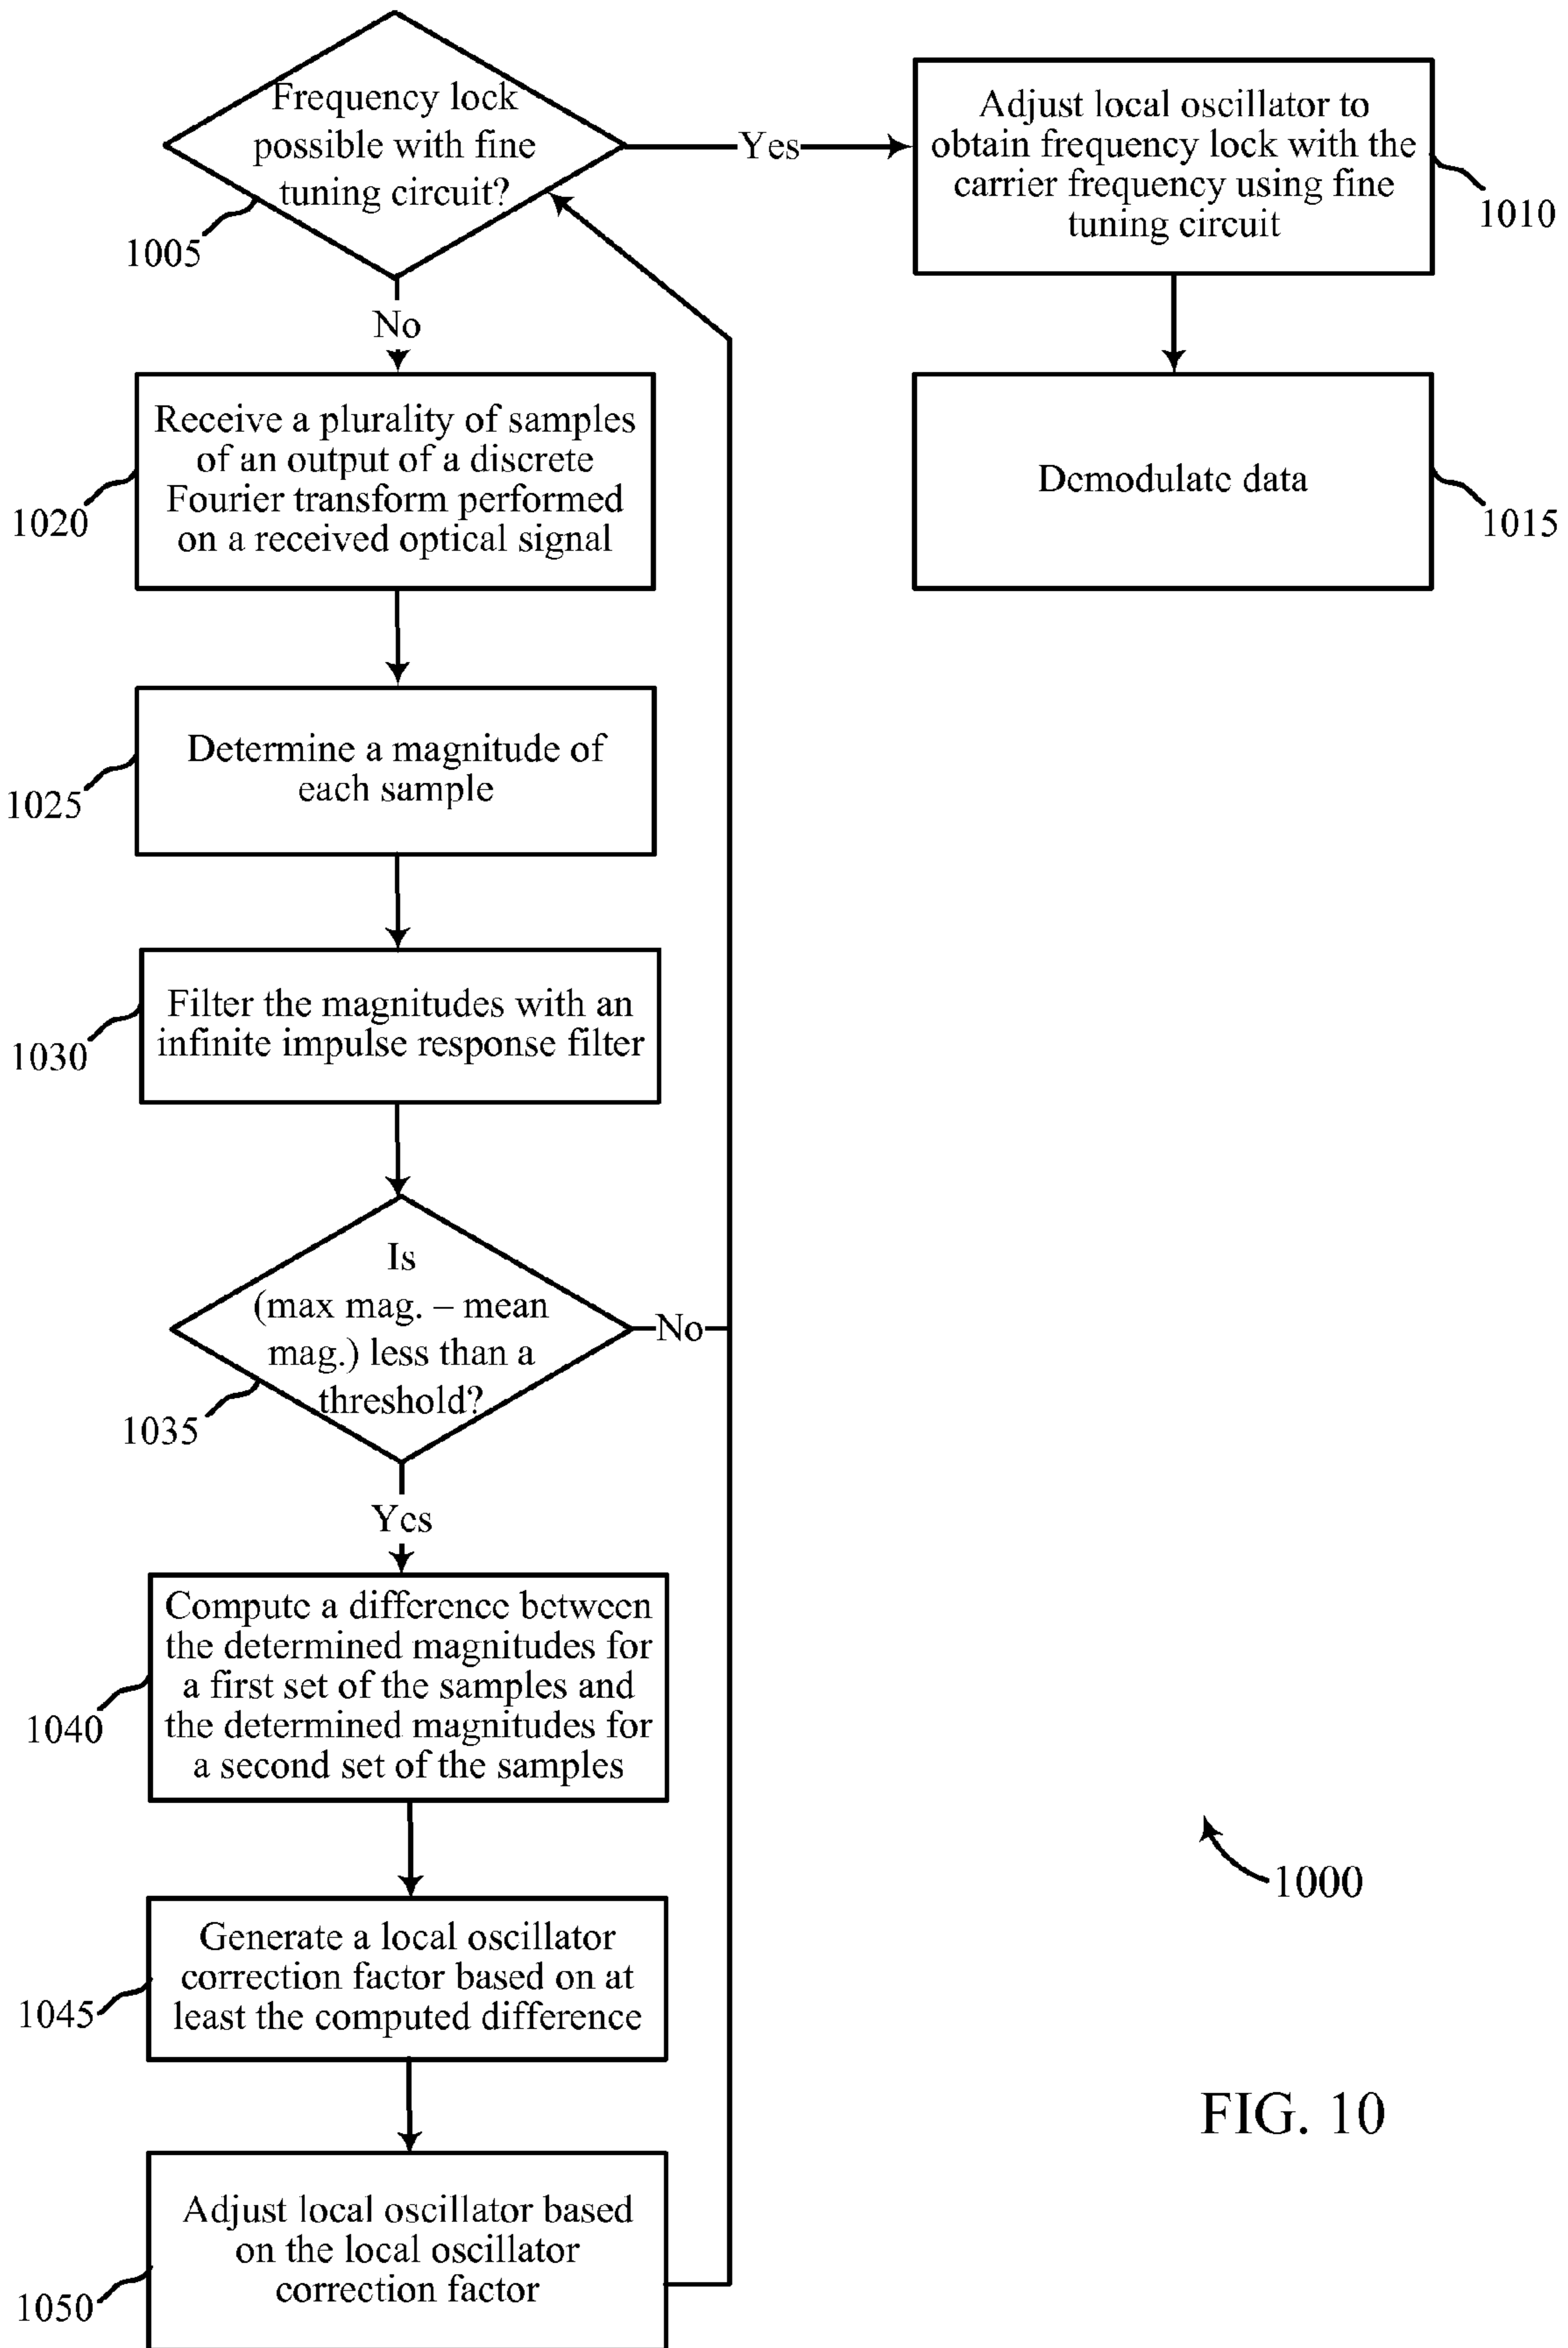 Frequency lock
possible with fine
tuning circuit?
1005
Yes
Adjust local oscillator to
obtain frequency lock with the
carrier frequency using fine
tuning circuit
1010
No
Demodulate data
1015
Receive a plurality of samples
of an output of a discrete
Fourier transform performed
on a received optical signal
1020
Determine a magnitude of
each sample
1025
Filter the magnitudes with an
infinite impulse response filter
1030
Is
(max mag. – mean
mag.) less than a
threshold?
1035
No
Yes
Compute a difference between
the determined magnitudes for
a first set of the samples and
the determined magnitudes for
a second set of the samples
1040
Generate a local oscillator
correction factor based on at
least the computed difference
1045
Adjust local oscillator based
on the local oscillator
correction factor
1050
1000
FIG. 10